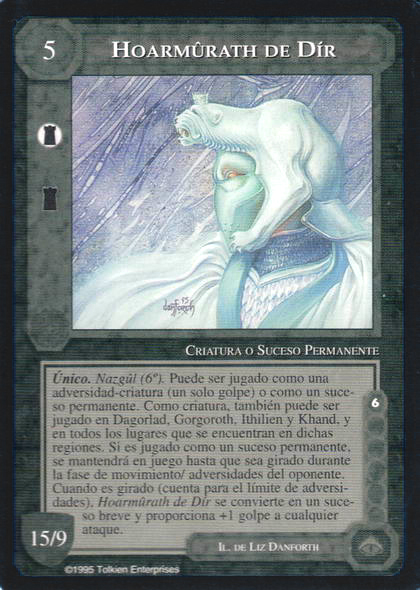 5
HOARMÛRATH DE DÍR
danforth 95
CRIATURA O SUCESO PERMANENTE
Único. Nazgûl (6º). Puede ser jugado como una
adversidad-criatura (un solo golpe) o como un suce-
so permanente. Como criatura, también puede ser
jugado en Dagorlad, Gorgoroth, Ithilien y Khand, y
en todos los lugares que se encuentran en dichas
regiones. Si es jugado como un suceso permanente,
se mantendrá en juego hasta que sea girado durante
la fase de movimiento/ adversidades del oponente.
Cuando es girado (cuenta para el límite de adversi-
dades), Hoarmûrath de Dír se convierte en un suce-
so breve y proporciona +1 golpe a cualquier
ataque.
6
15/9
IL. DE LIZ DANFORTH
©1995 Tolkien Enterprises